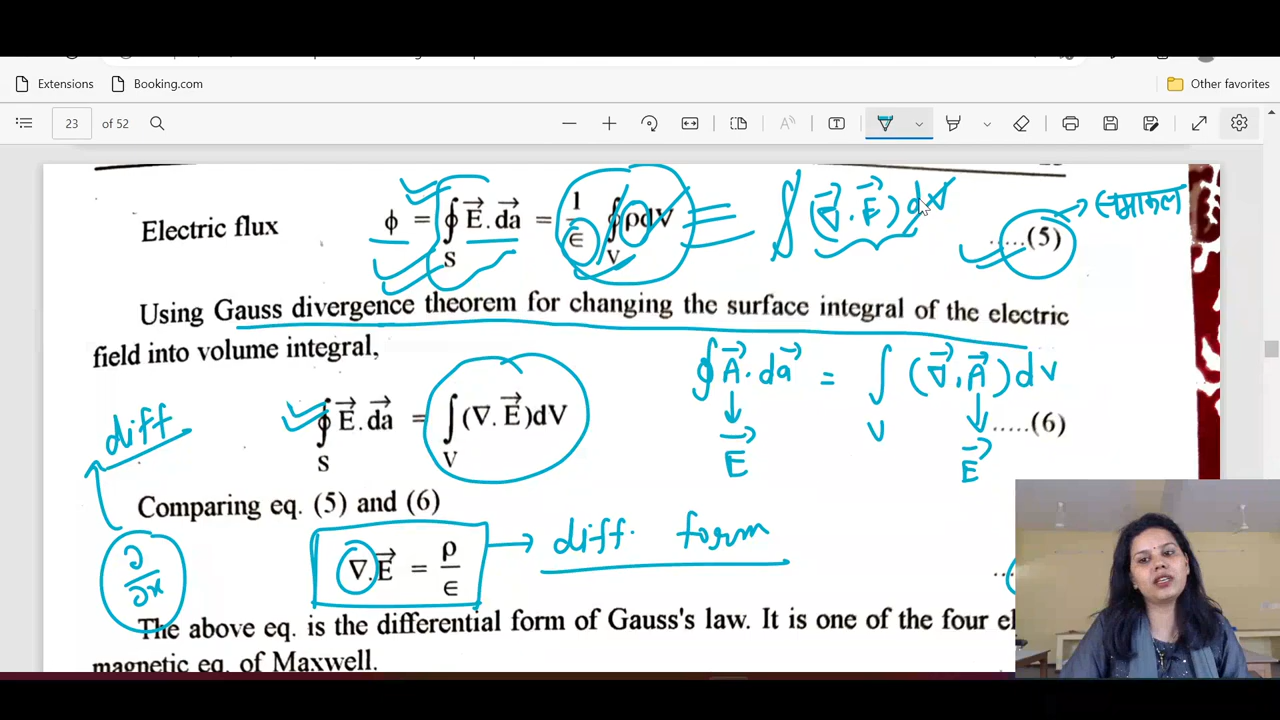 Extensions Booking.com Other favorites
23 of 52
Electric flux ϕ = ∮S E⃗.da⃗ = 1/∈ ∮V ρdV = ∫(∇⃗.E⃗)dV .....(5) → समाकल
Using Gauss divergence theorem for changing the surface integral of the electric
field into volume integral,
∮A⃗.da⃗ = ∫V (∇⃗.A⃗)dV
↓ E⃗ ↓ E⃗
∮S E⃗.da⃗ = ∫V (∇.E⃗)dV .....(6)
diff
Comparing eq. (5) and (6)
∂/∂x
∇.E⃗ = ρ/∈ → diff. form
The above eq. is the differential form of Gauss's law. It is one of the four el
magnetic eq. of Maxwell.